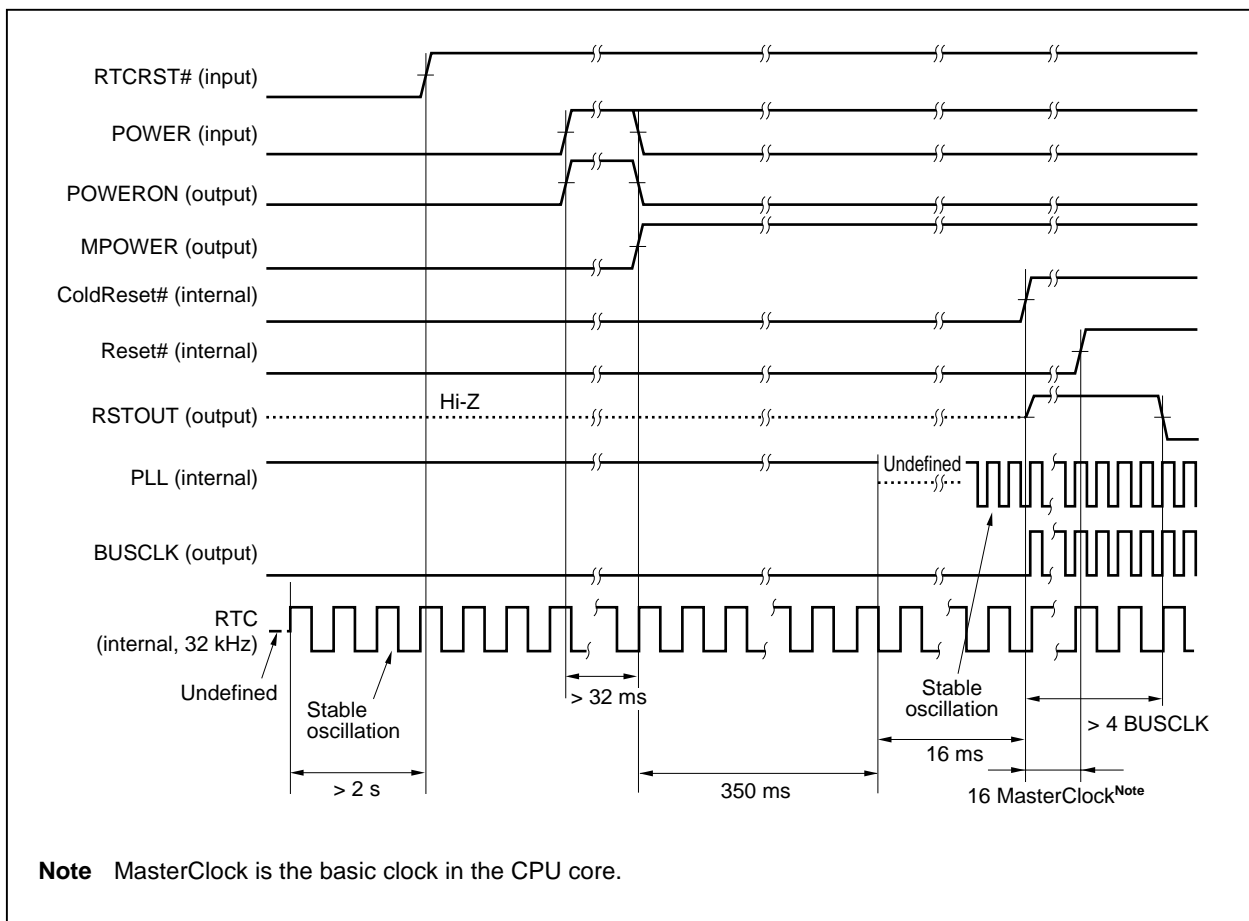 RTCRST# (input)
POWER (input)
POWERON (output)
MPOWER (output)
ColdReset# (internal)
Reset# (internal)
RSTOUT (output)
Hi-Z
PLL (internal)
Undefined
BUSCLK (output)
RTC
(internal, 32 kHz)
Undefined
Stable
oscillation
> 32 ms
Stable
oscillation
> 4 BUSCLK
16 ms
> 2 s
350 ms
16 MasterClockNote
Note MasterClock is the basic clock in the CPU core.